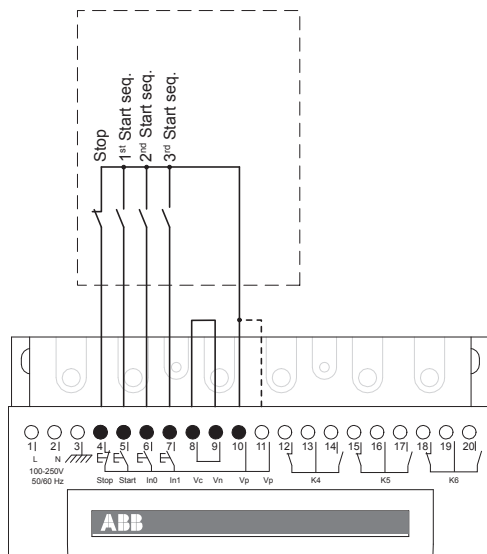 Stop
1st Start seq.
2nd Start seq.
3rd Start seq.
1 2 3 4 5 6 7 8 9 10 11 12 13 14 15 16 17 18 19 20
L N
100-250V
50/60 Hz
Stop Start In0 In1 Vc Vn Vp Vp K4 K5 K6
ABB